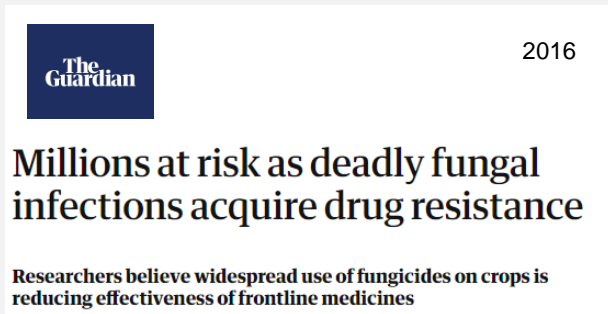 The
Guardian
2016
Millions at risk as deadly fungal
infections acquire drug resistance
Researchers believe widespread use of fungicides on crops is
reducing effectiveness of frontline medicines